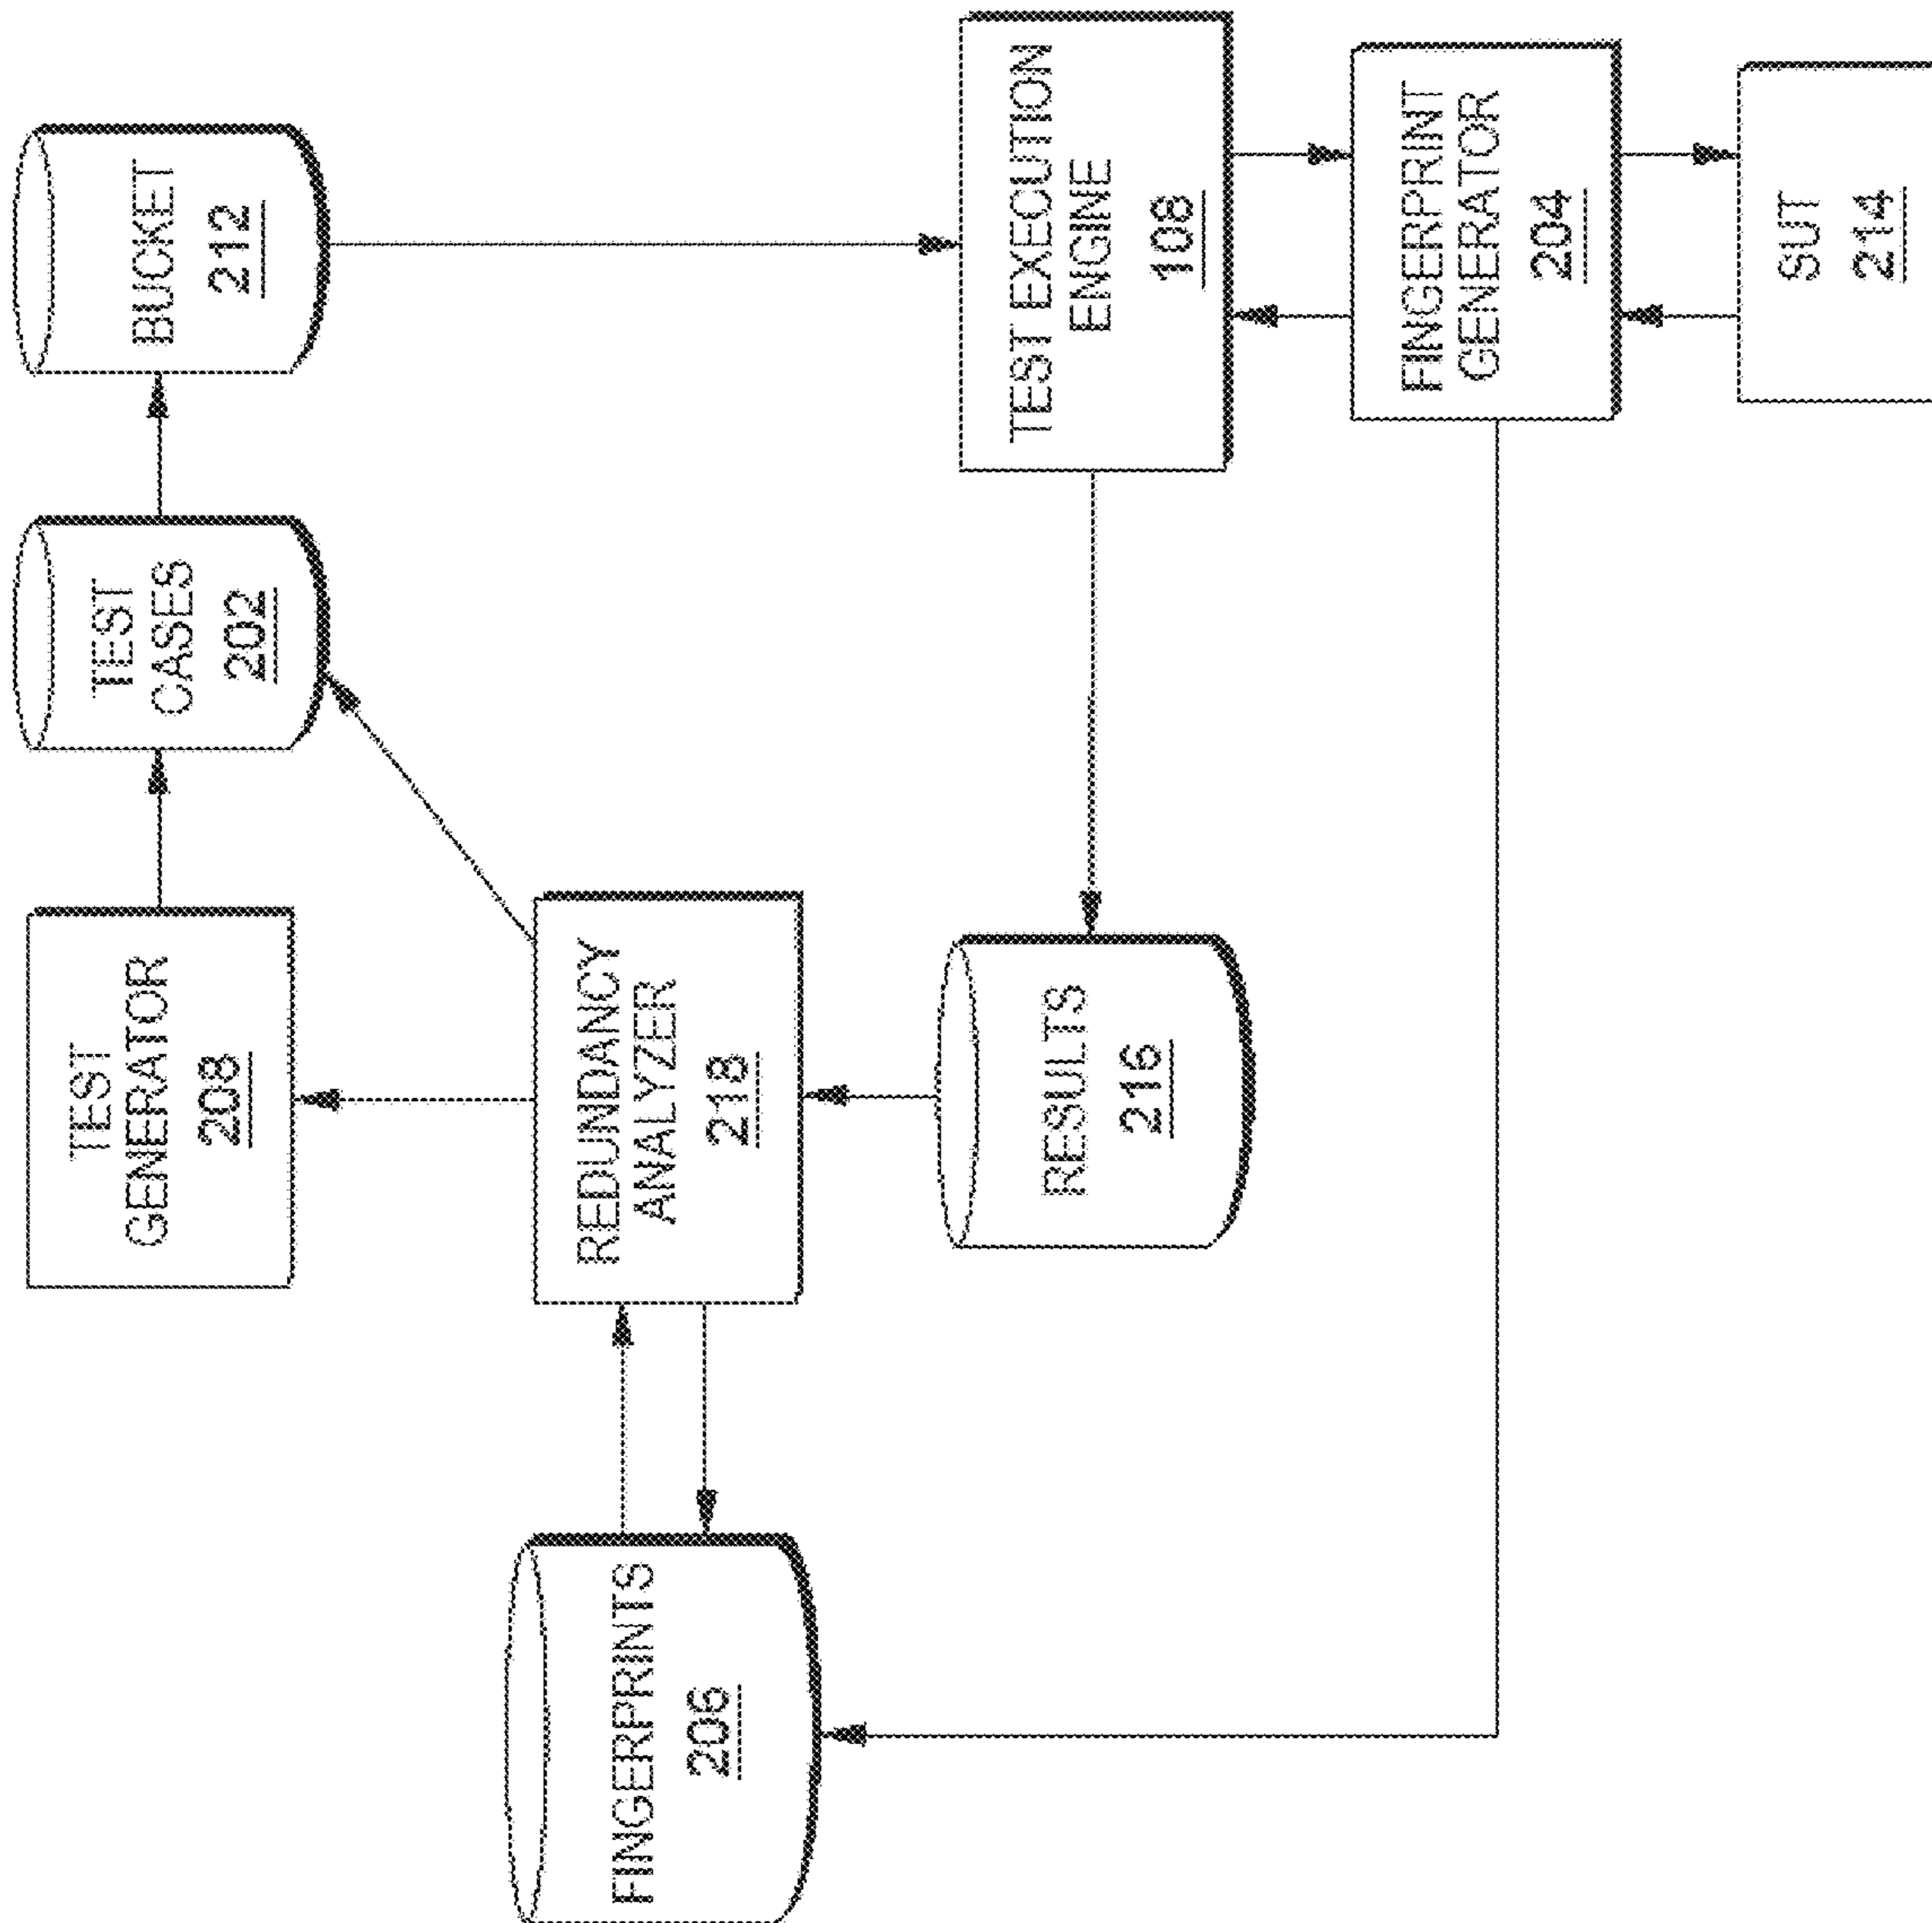 TEST
GENERATOR
208
TEST
CASES
202
BUCKET
212
FINGERPRINTS
206
REDUNDANCY
ANALYZER
218
RESULTS
216
TEST EXECUTION
ENGINE
108
FINGERPRINT
GENERATOR
204
SUT
214